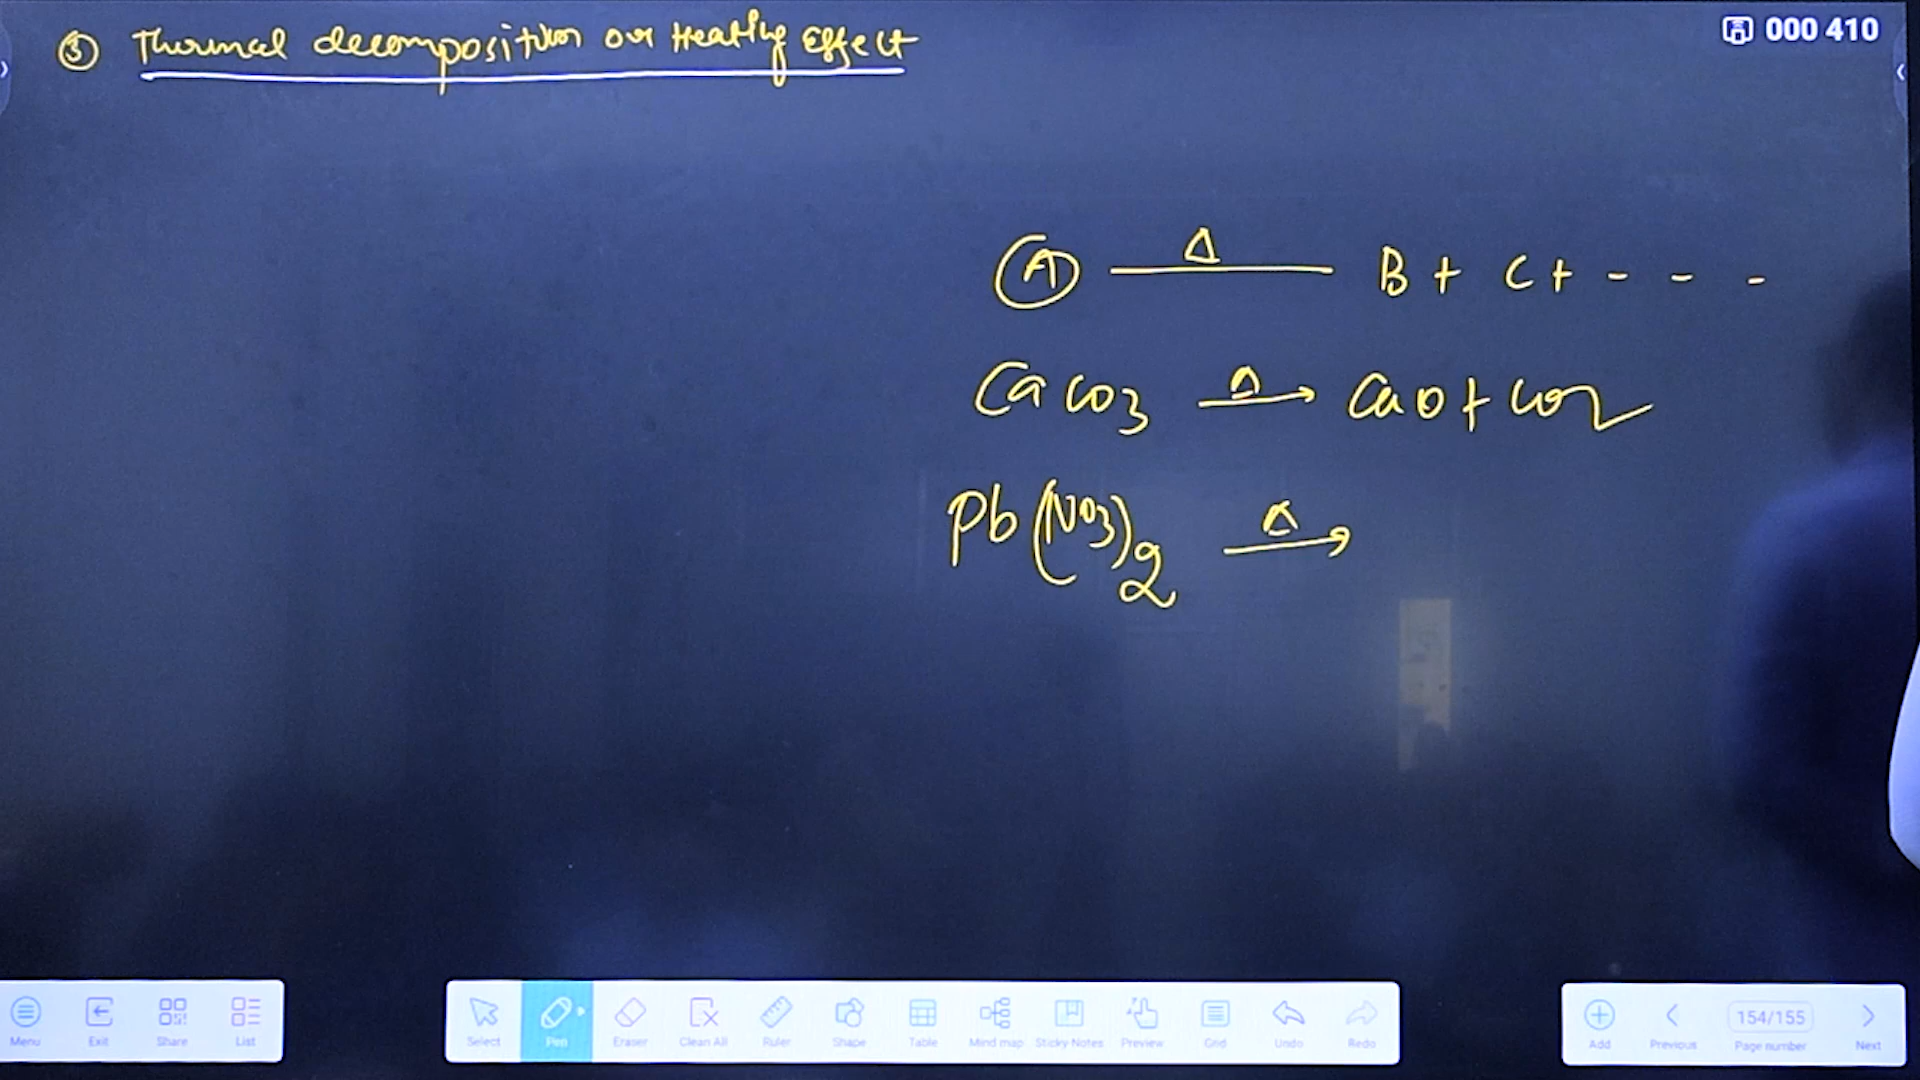 ③ Thermal decomposition or Heating Effect
000 410
A Δ B + C + - - -
CaCO3 Δ→ CaO + CO2
Pb(NO3)2 Δ→
Menu Exit Share List
Select Pen Eraser Clean All Ruler Shape Table Mind map Sticky Notes Preview Grid Undo Redo
Add Previous 154/155 Page number Next